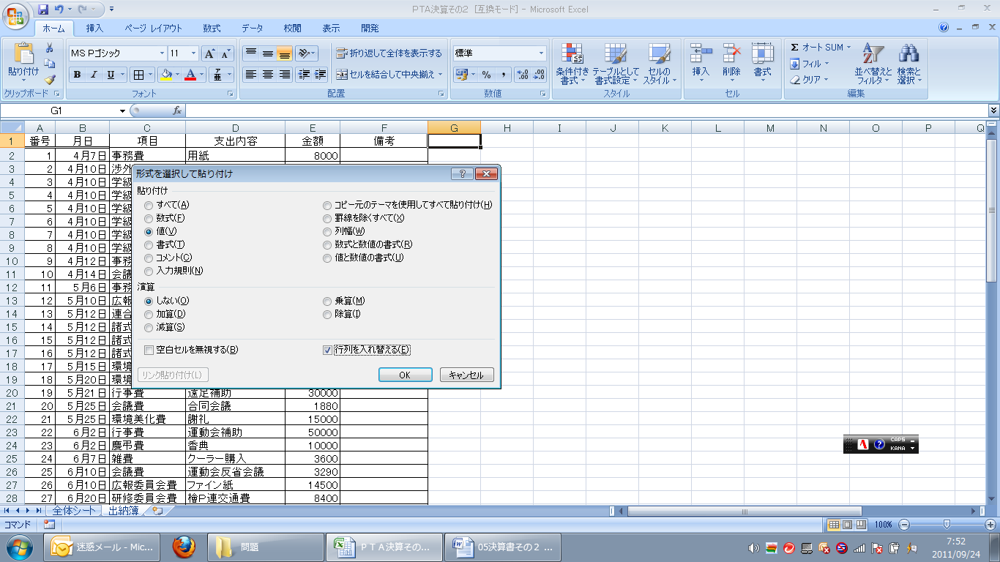 PTA決算その２ [互換モード] - Microsoft Excel
ホーム 挿入 ページ レイアウト 数式 データ 校閲 表示 開発
貼り付け
クリップボード
MS Pゴシック 11
B I U
フォント
折り返して全体を表示する
セルを結合して中央揃え
配置
標準
数値
条件付き書式 テーブルとして書式設定 セルのスタイル
スタイル
挿入 削除 書式
セル
Σ オート SUM
フィル
クリア
並べ替えとフィルタ 検索と選択
編集
G1 fx
A B C D E F G H I J K L M N O P Q
1 番号 月日 項目 支出内容 金額 備考
2 1 4月7日 事務費 用紙 8000
3 2 4月10日 渉外
4 3 4月10日 学級
5 4 4月10日 学級
6 5 4月10日 学級
7 6 4月10日 学級
8 7 4月10日 学級
9 8 4月10日 学級
10 9 4月12日 事務
11 10 4月14日 会議
12 11 5月6日 事務
13 12 5月10日 広報
14 13 5月12日 連合
15 14 5月12日 諸式
16 15 5月12日 諸式
17 16 5月12日 諸式
18 17 5月15日 環境
19 18 5月20日 環境
20 19 5月21日 行事費 遠足補助 30000
21 20 5月25日 会議費 合同会議 1880
22 21 5月25日 環境美化費 謝礼 15000
23 22 6月2日 行事費 運動会補助 50000
24 23 6月2日 慶弔費 香典 10000
25 24 6月7日 雑費 クーラー購入 3600
26 25 6月10日 会議費 運動会反省会議 3290
27 26 6月10日 広報委員会費 ファイン紙 14500
28 27 6月20日 研修委員会費 檜P連交通費 8400
形式を選択して貼り付け
貼り付け
すべて(A) コピー元のテーマを使用してすべて貼り付け(H)
数式(F) 罫線を除くすべて(X)
値(V) 列幅(W)
書式(T) 数式と数値の書式(R)
コメント(C) 値と数値の書式(U)
入力規則(N)
演算
しない(O) 乗算(M)
加算(D) 除算(I)
減算(S)
空白セルを無視する(B) 行列を入れ替える(E)
リンク貼り付け(L) OK キャンセル
A ? CAPS
KANA
全体シート 出納簿
コマンド 100%
迷惑メール - Mic... 問題 ＰＴＡ決算その... 05決算書その２ ...
7:52
2011/09/24